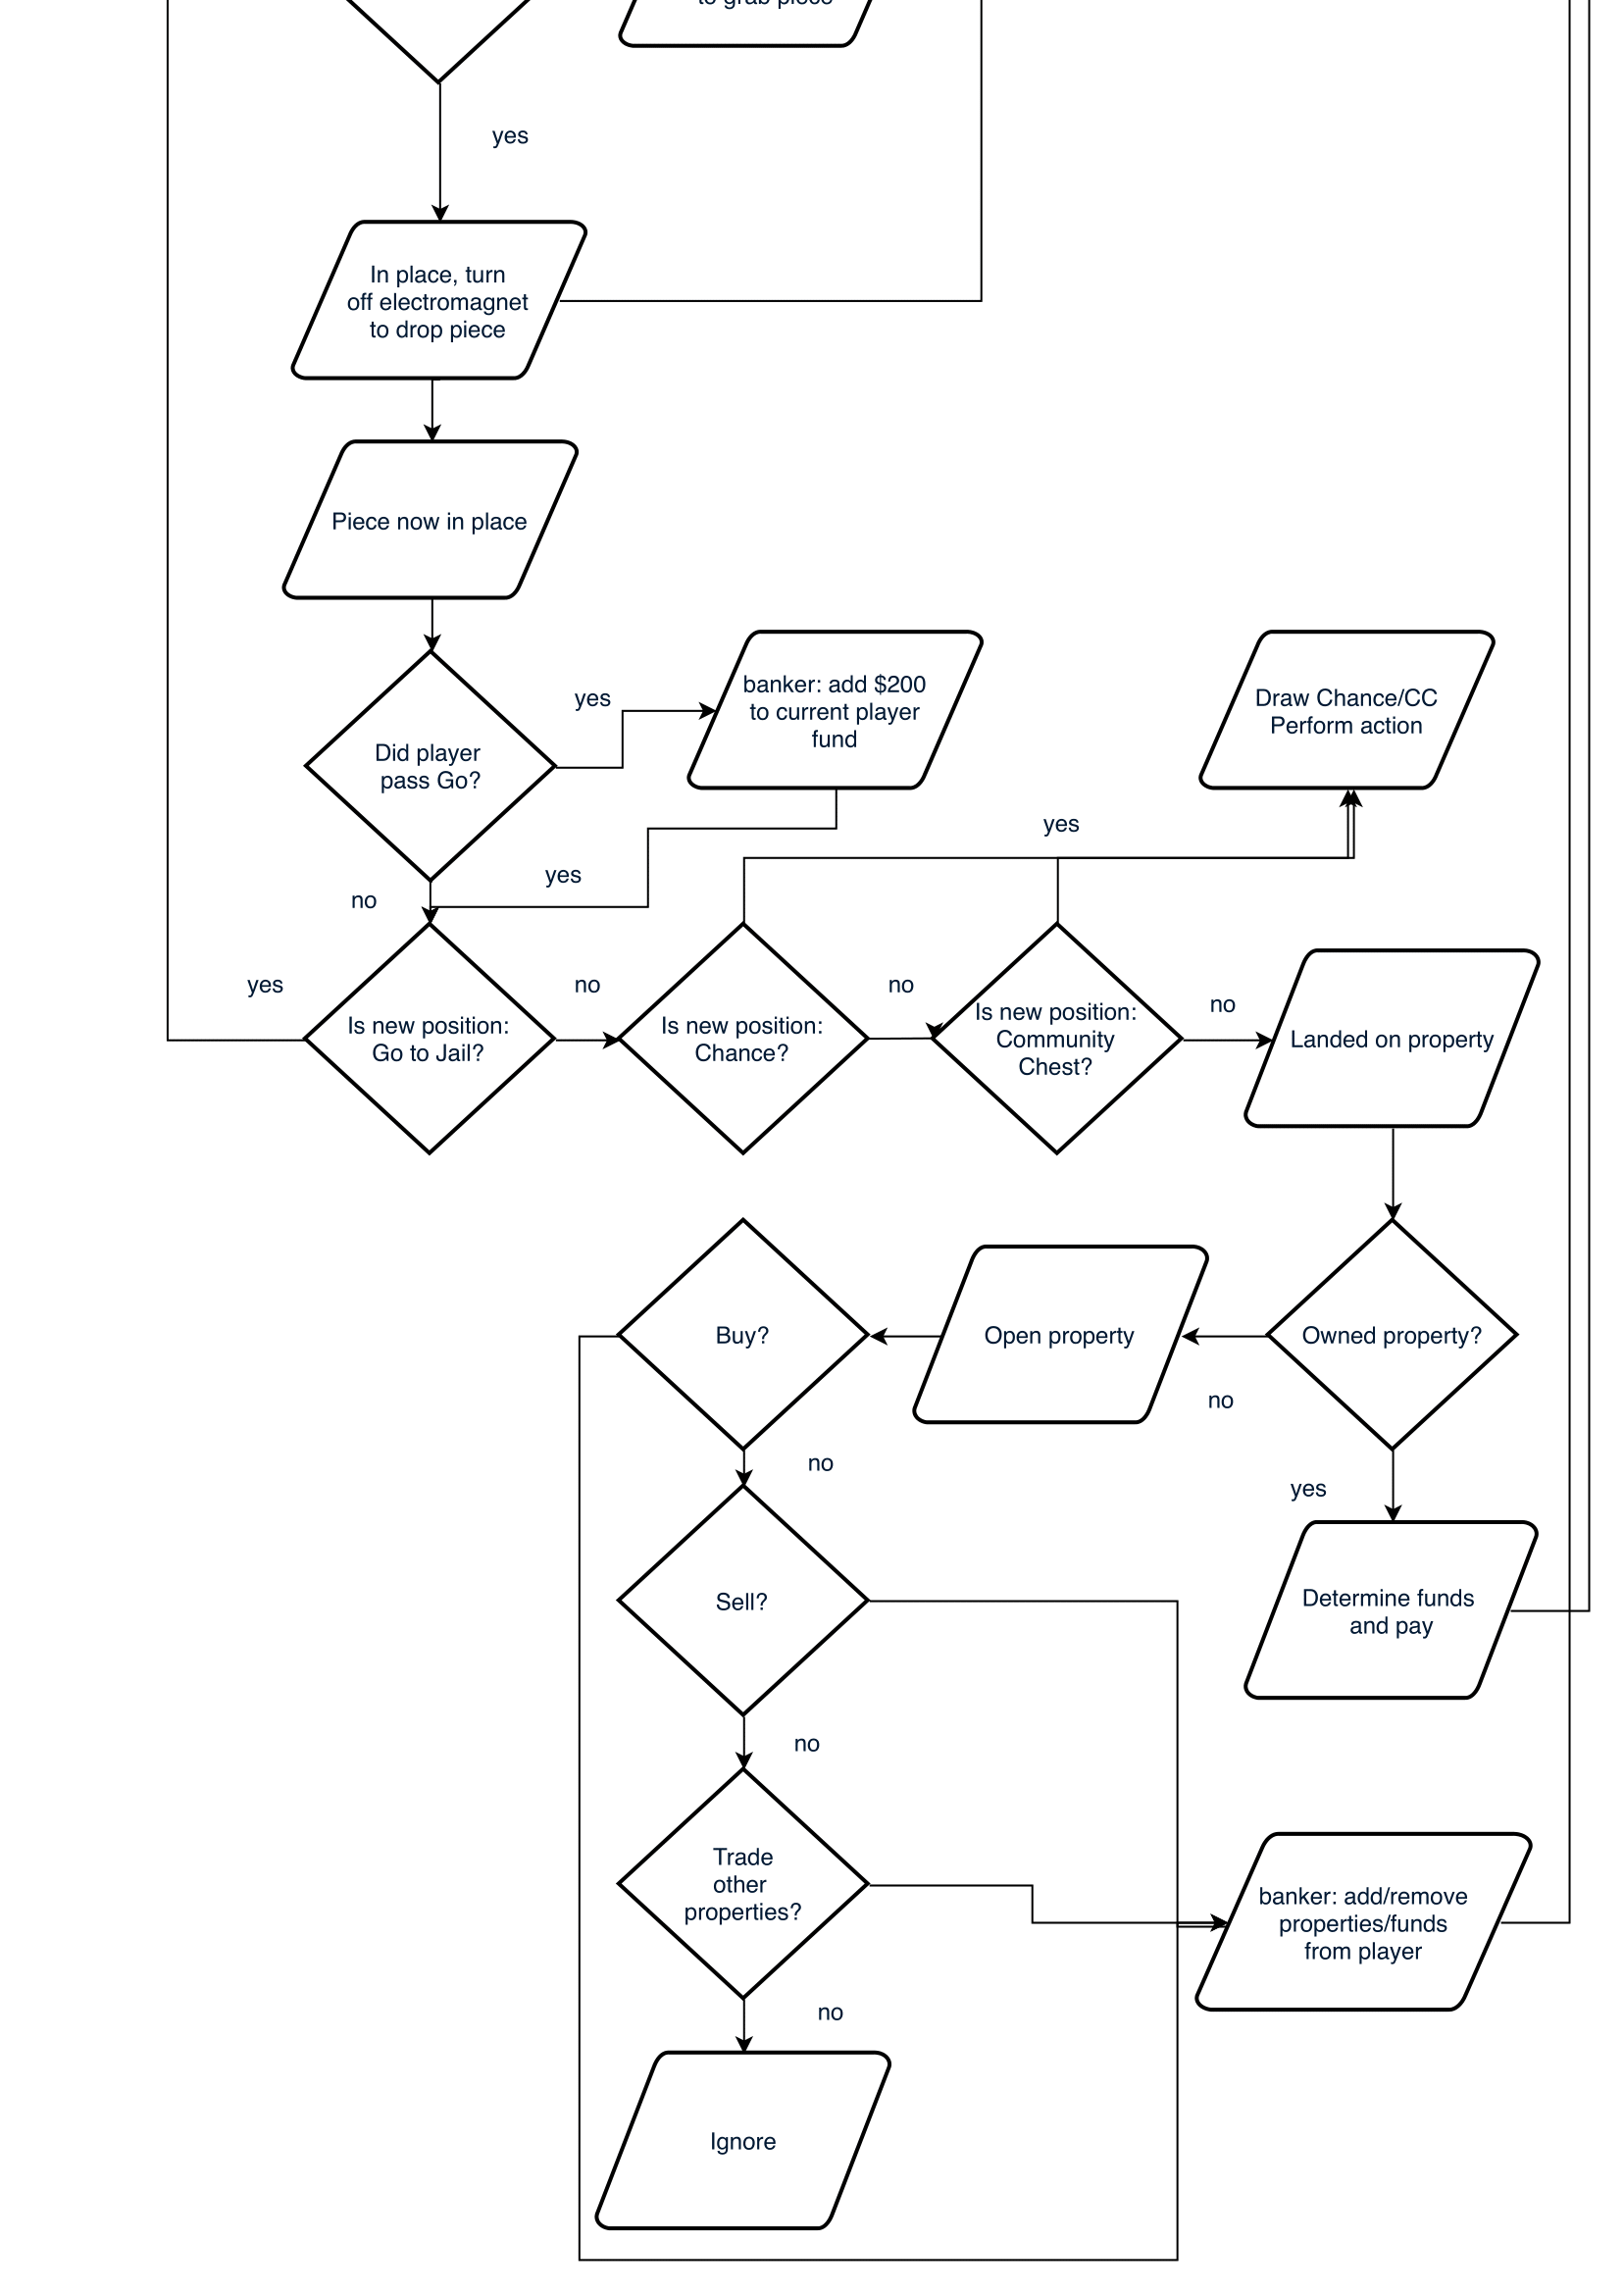 to grab piece
yes
In place, turn
off electromagnet
to drop piece
Piece now in place
yes
banker: add $200
to current player
fund
Draw Chance/CC
Perform action
Did player
pass Go?
yes
yes
no
yes
no
no
no
Is new position:
Go to Jail?
Is new position:
Chance?
Is new position:
Community
Chest?
Landed on property
Buy?
Open property
Owned property?
no
no
yes
Sell?
Determine funds
and pay
no
Trade
other
properties?
banker: add/remove
properties/funds
from player
no
Ignore